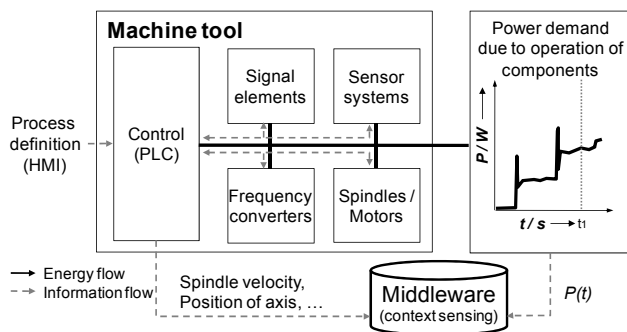 Machine tool
Process
definition
(HMI)
Control
(PLC)
Signal
elements
Sensor
systems
Frequency
converters
Spindles /
Motors
Power demand
due to operation of
components
P / W
t / s
t1
Energy flow
Information flow
Spindle velocity,
Position of axis, ...
Middleware
(context sensing)
P(t)